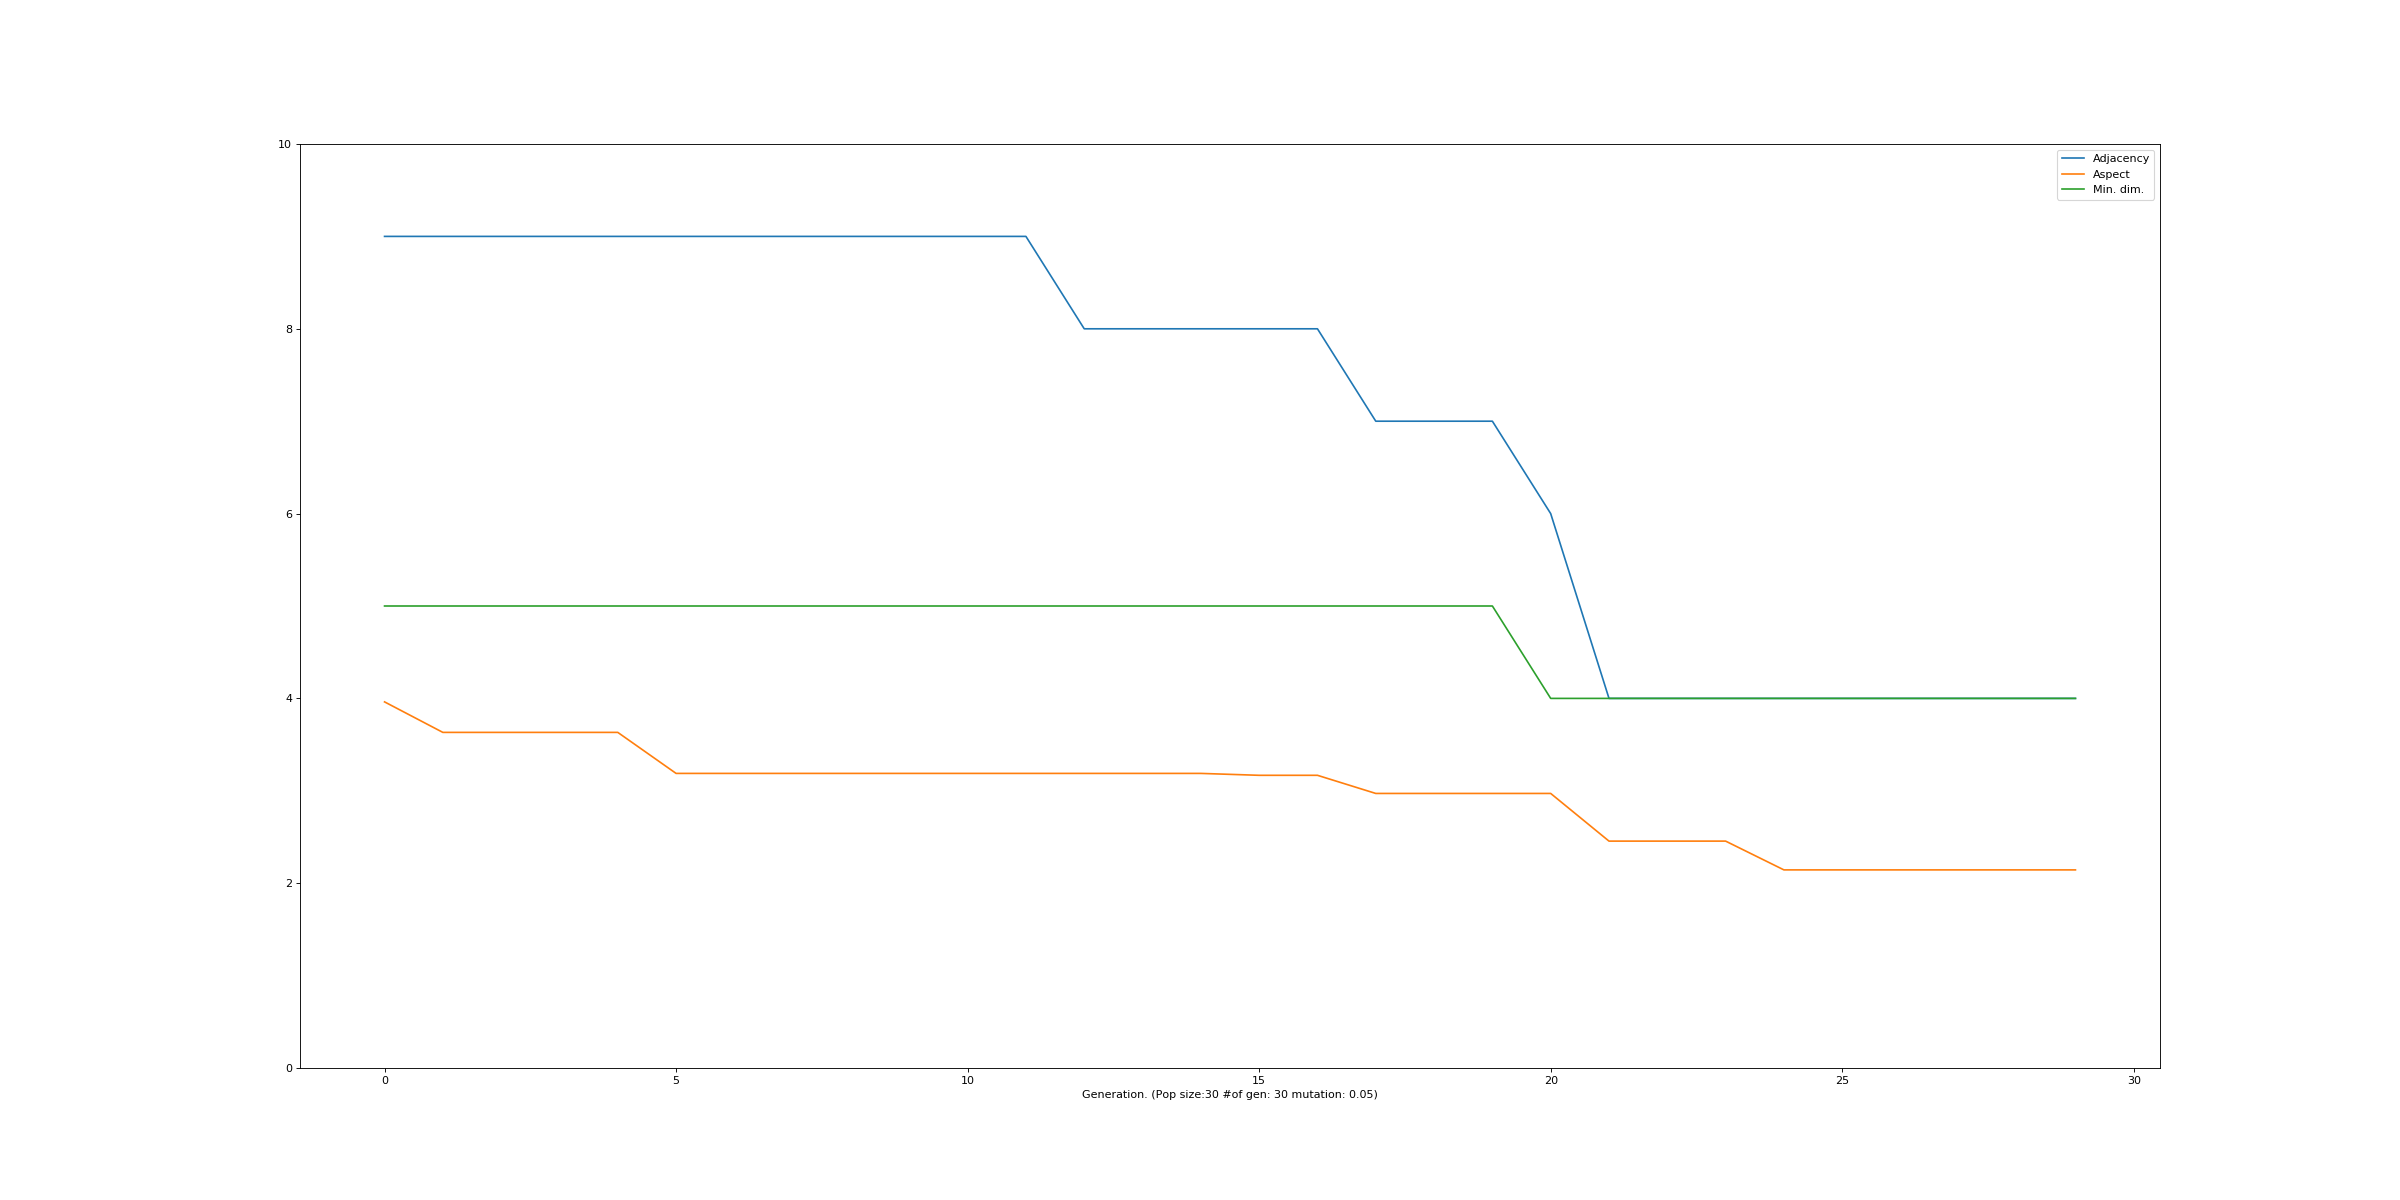 10
8
6
4
2
0
Adjacency
Aspect
Min. dim.
0 5 10 15 20 25 30
Generation. (Pop size:30 #of gen: 30 mutation: 0.05)